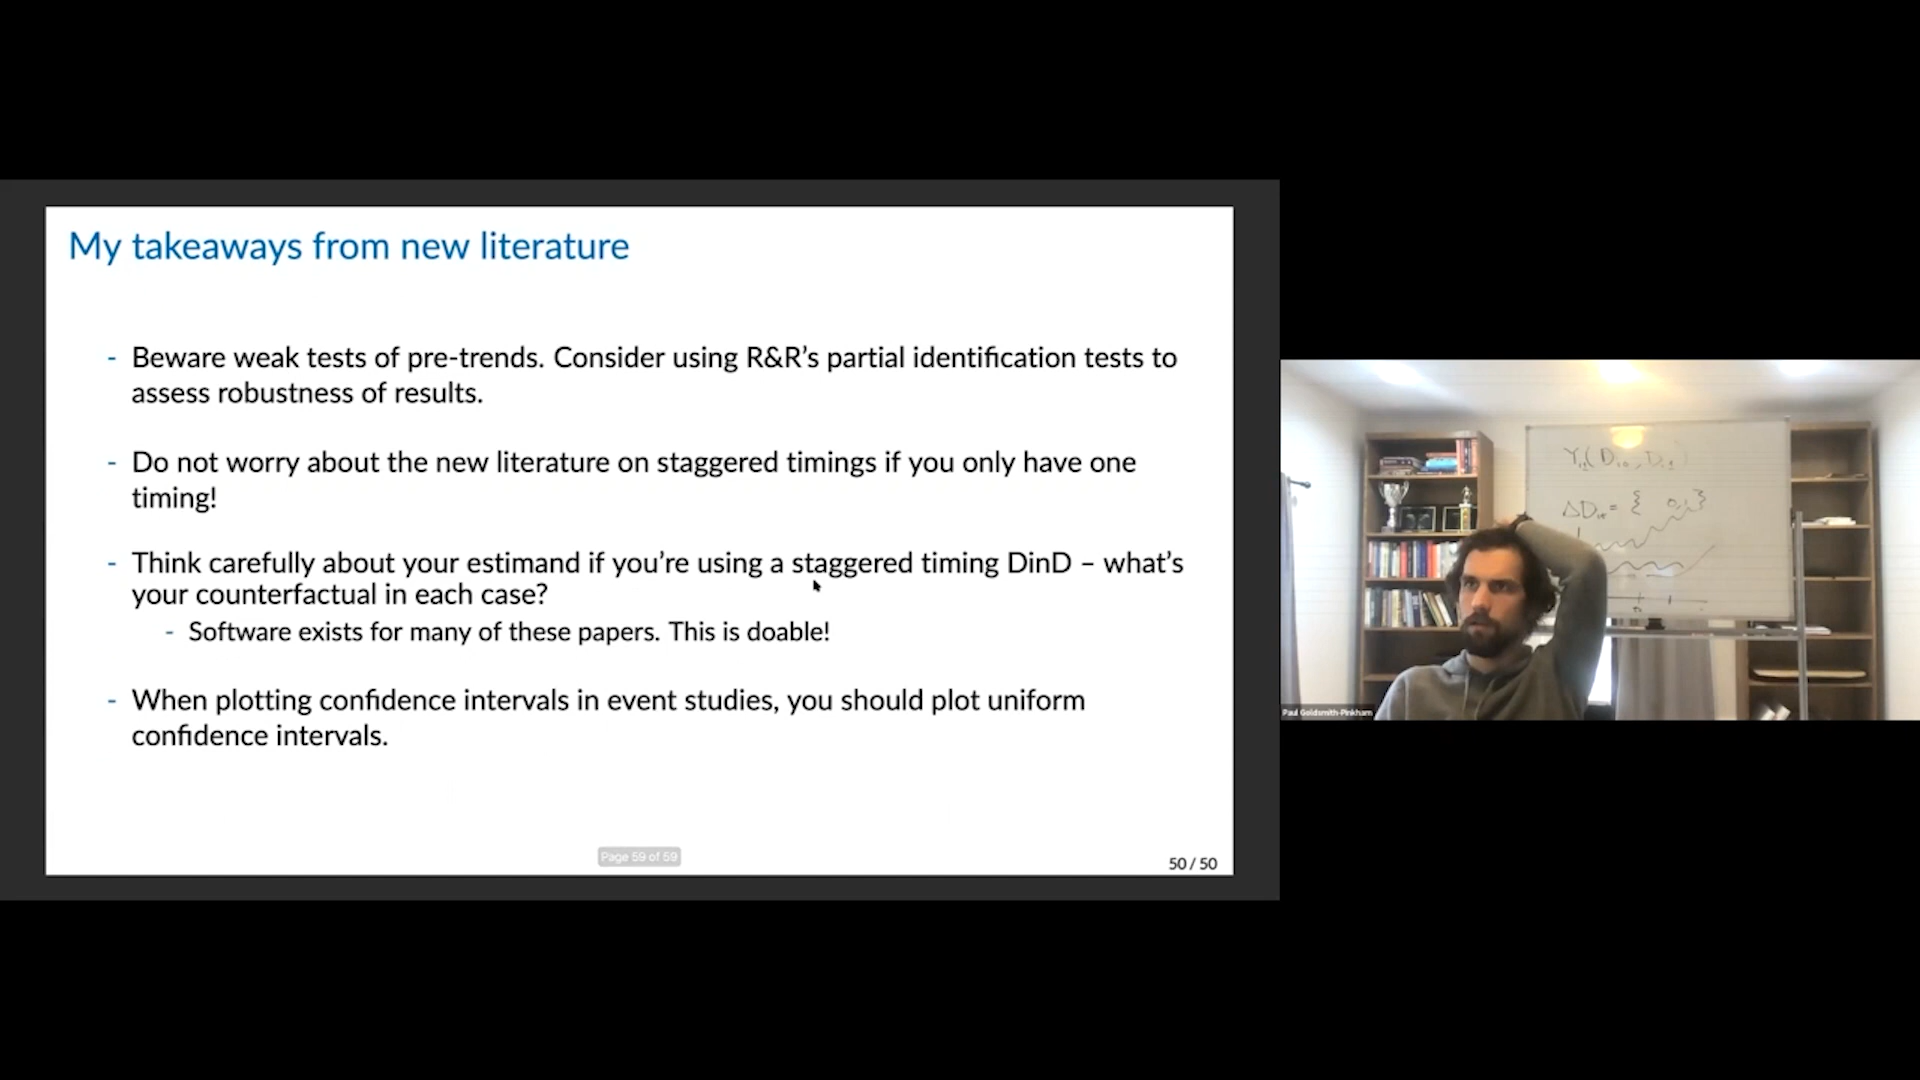 My takeaways from new literature
- Beware weak tests of pre-trends. Consider using R&R’s partial identification tests to
assess robustness of results.
- Do not worry about the new literature on staggered timings if you only have one
timing!
- Think carefully about your estimand if you’re using a staggered timing DinD – what’s
your counterfactual in each case?
- Software exists for many of these papers. This is doable!
- When plotting confidence intervals in event studies, you should plot uniform
confidence intervals.
Page 59 of 59
50 / 50
Paul Goldsmith-Pinkham